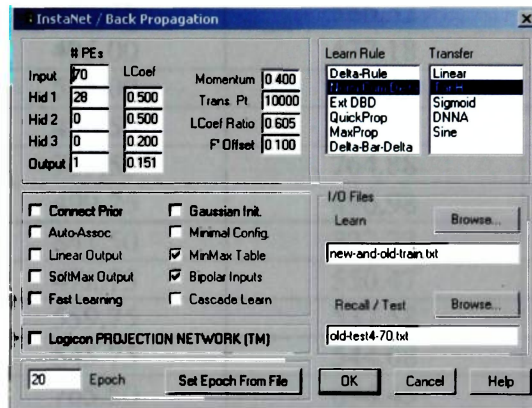 InstaNet / Back Propagation
# PEs
LCoef
Input 70
Hid 1 28 0.500
Hid 2 0 0.500
Hid 3 0 0.200
Output 1 0.151
Momentum 0.400
Trans. Pt. 10000
LCoef Ratio 0.605
F' Offset 0.100
Learn Rule
Delta-Rule
Ext DBD
QuickProp
MaxProp
Delta-Bar-Delta
Transfer
Linear
Sigmoid
DNNA
Sine
Connect Prior
Auto-Assoc.
Linear Output
SoftMax Output
Fast Learning
Gaussian Init.
Minimal Config.
MinMax Table
Bipolar Inputs
Cascade Learn
Logicon PROJECTION NETWORK (TM)
20 Epoch Set Epoch From File
I/O Files
Learn Browse...
new-and-old-train.txt
Recall / Test Browse...
old-test4-70.txt
OK Cancel Help